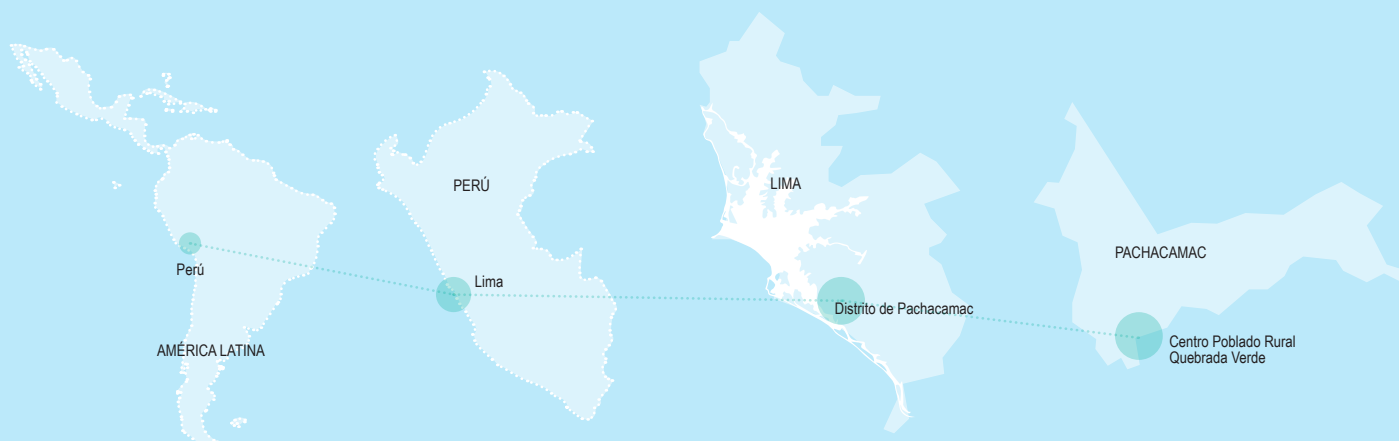 AMÉRICA LATINA
Perú
PERÚ
Lima
LIMA
Distrito de Pachacamac
PACHACAMAC
Centro Poblado Rural
Quebrada Verde